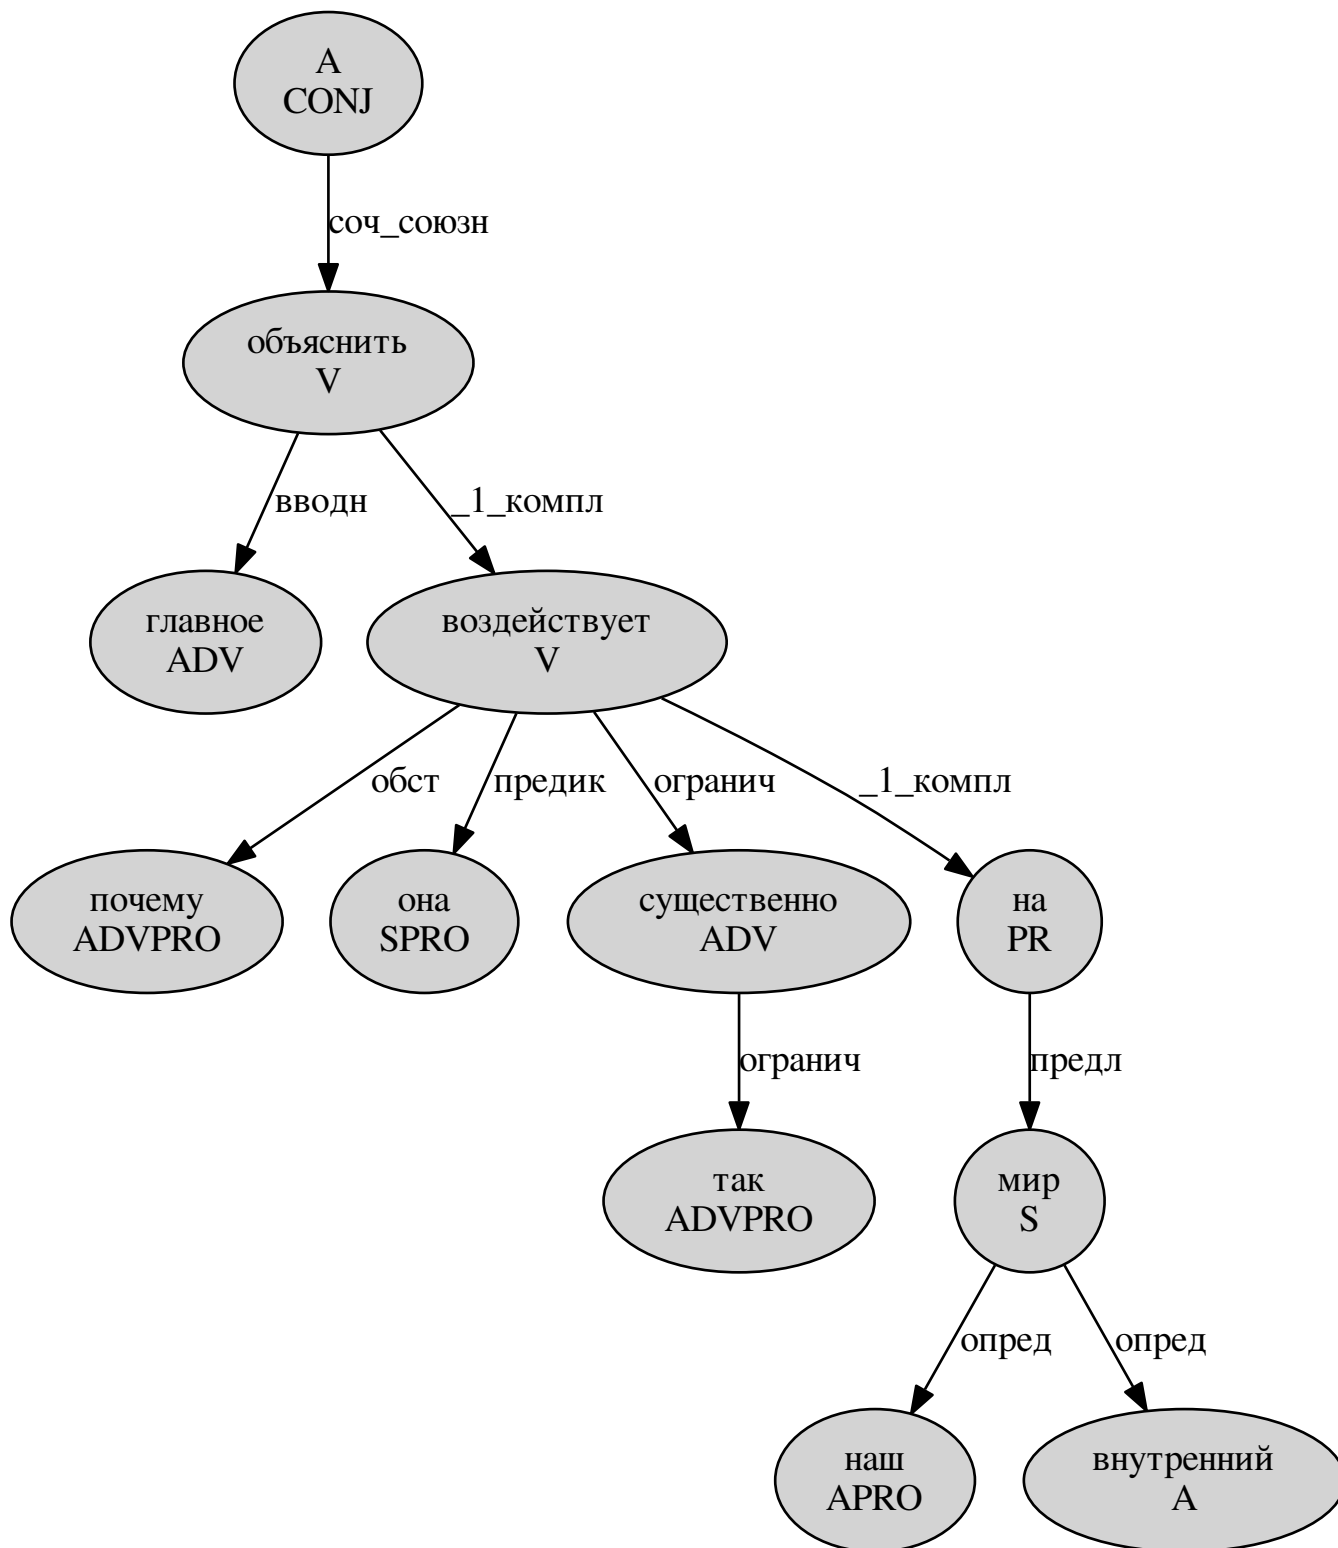 А
CONJ
соч_союзн
объяснить
V
вводн
_1_компл
главное
ADV
воздействует
V
обст
предик
огранич
_1_компл
почему
ADVPRO
она
SPRO
существенно
ADV
на
PR
огранич
предл
так
ADVPRO
мир
S
опред
опред
наш
APRO
внутренний
A